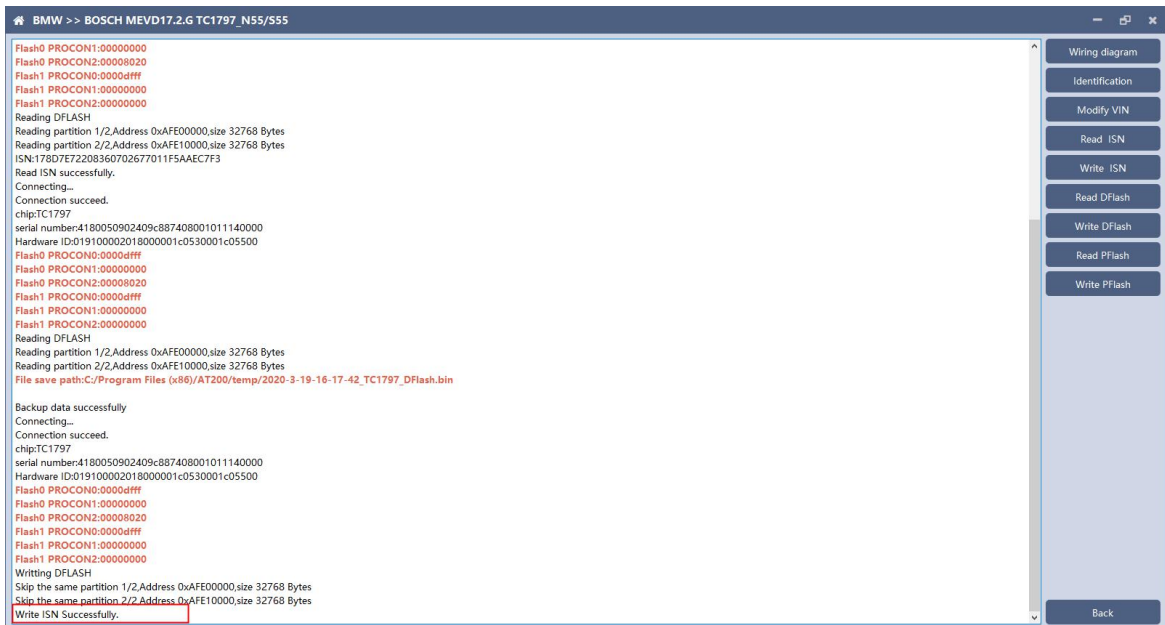 BMW >> BOSCH MEVD17.2.G TC1797_N55/S55
Flash0 PROCON1:00000000
Flash0 PROCON2:00008020
Flash1 PROCON0:0000dfff
Flash1 PROCON1:00000000
Flash1 PROCON2:00000000
Reading DFLASH
Reading partition 1/2,Address 0xAFE00000,size 32768 Bytes
Reading partition 2/2,Address 0xAFE10000,size 32768 Bytes
ISN:178D7E72208360702677011F5AAEC7F3
Read ISN successfully.
Connecting...
Connection succeed.
chip:TC1797
serial number:4180050902409c887408001011140000
Hardware ID:019100002018000001c0530001c05500
Flash0 PROCON0:0000dfff
Flash0 PROCON1:00000000
Flash0 PROCON2:00008020
Flash1 PROCON0:0000dfff
Flash1 PROCON1:00000000
Flash1 PROCON2:00000000
Reading DFLASH
Reading partition 1/2,Address 0xAFE00000,size 32768 Bytes
Reading partition 2/2,Address 0xAFE10000,size 32768 Bytes
File save path:C:/Program Files (x86)/AT200/temp/2020-3-19-16-17-42_TC1797_DFlash.bin
Backup data successfully
Connecting...
Connection succeed.
chip:TC1797
serial number:4180050902409c887408001011140000
Hardware ID:019100002018000001c0530001c05500
Flash0 PROCON0:0000dfff
Flash0 PROCON1:00000000
Flash0 PROCON2:00008020
Flash1 PROCON0:0000dfff
Flash1 PROCON1:00000000
Flash1 PROCON2:00000000
Writting DFLASH
Skip the same partition 1/2,Address 0xAFE00000,size 32768 Bytes
Skip the same partition 2/2,Address 0xAFE10000,size 32768 Bytes
Write ISN Successfully.
Wiring diagram
Identification
Modify VIN
Read ISN
Write ISN
Read DFlash
Write DFlash
Read PFlash
Write PFlash
Back